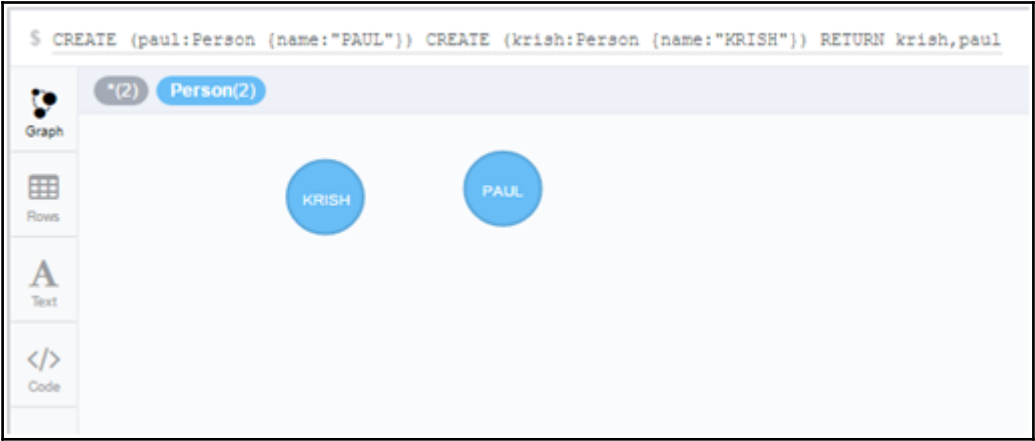 $ CREATE (paul:Person {name:"PAUL"}) CREATE (krish:Person {name:"KRISH"}) RETURN krish,paul
*(2) Person(2)
Graph
KRISH
PAUL
Rows
A
Text
</>
Code